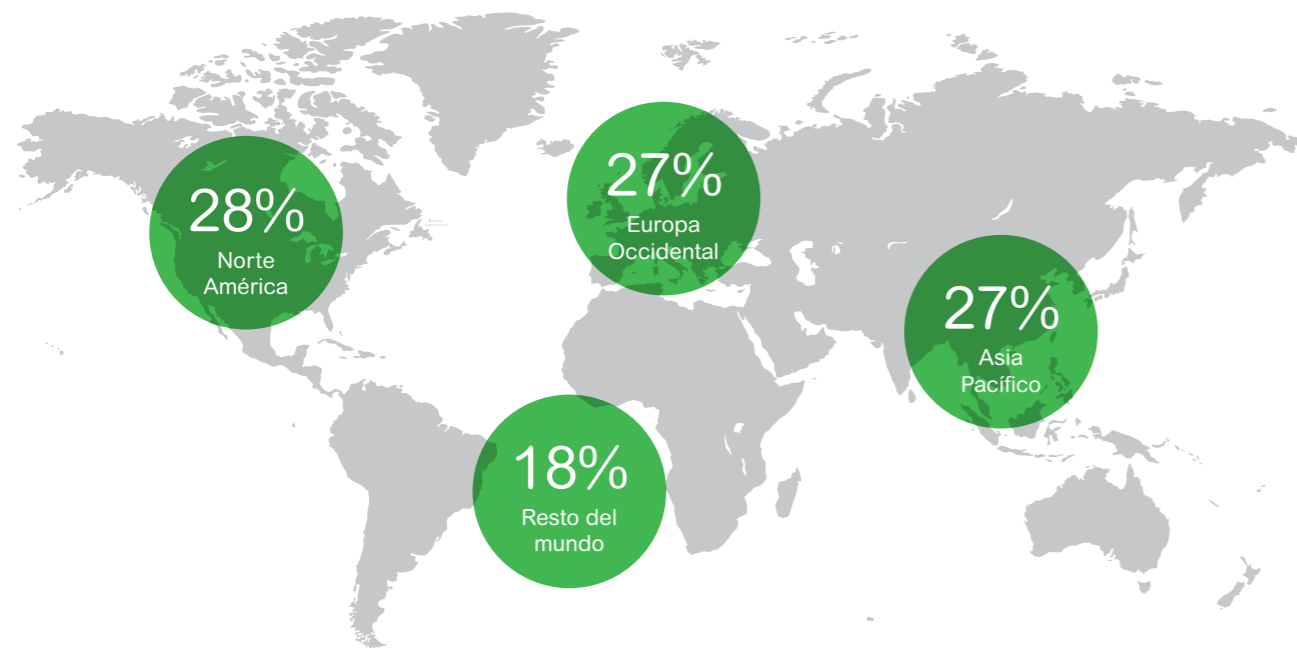 28%
Norte
América
27%
Europa
Occidental
27%
Asia
Pacífico
18%
Resto del
mundo